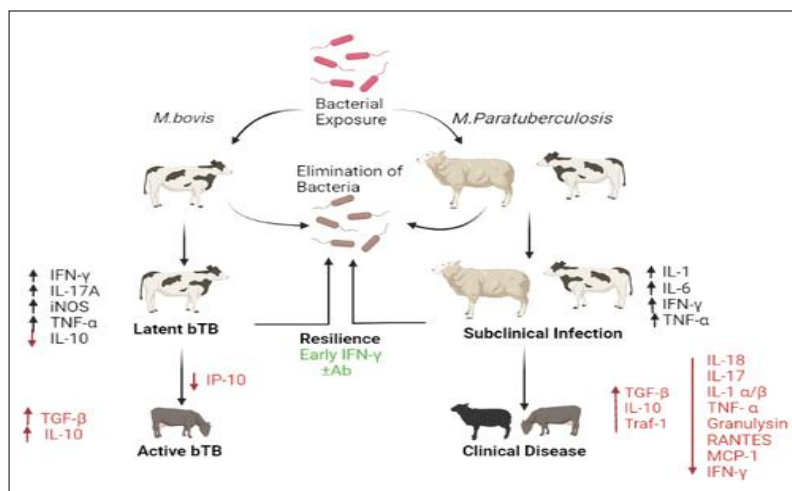 Bacterial
Exposure
M.bovis
M.Paratuberculosis
Elimination of
Bacteria
IFN-γ
IL-17A
iNOS
TNF-α
IL-10
Latent bTB
Resilience
Early IFN-γ
±Ab
Subclinical Infection
IL-1
IL-6
IFN-γ
TNF-α
IP-10
TGF-β
IL-10
Active bTB
Clinical Disease
TGF-β
IL-10
Traf-1
IL-18
IL-17
IL-1 α/β
TNF- α
Granulysin
RANTES
MCP-1
IFN-γ